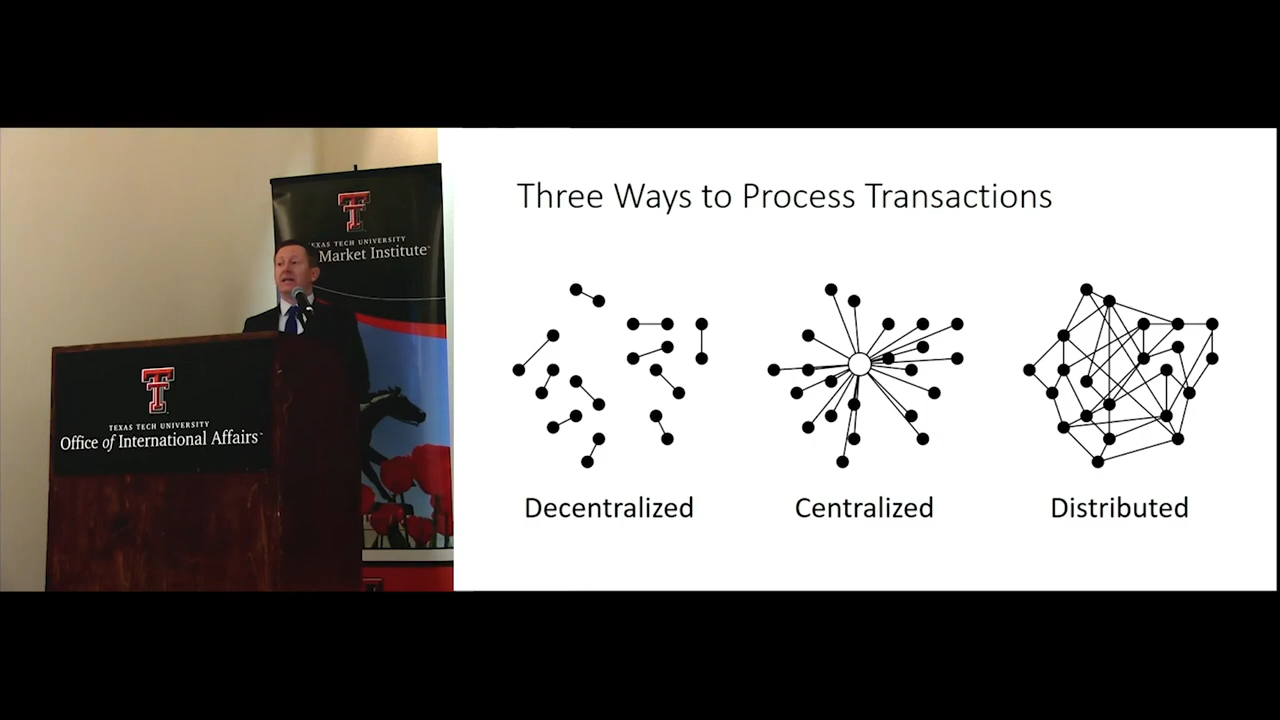 TEXAS TECH UNIVERSITY
Market Institute
TEXAS TECH UNIVERSITY
Office of International Affairs
Three Ways to Process Transactions
Decentralized
Centralized
Distributed